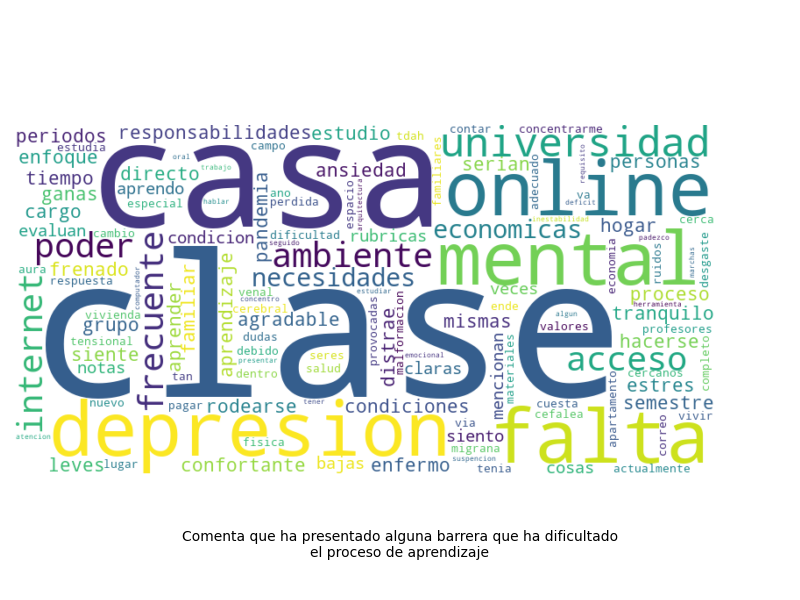 casa
clase
online
mental
depresion
falta
universidad
internet
frecuente
ambiente
poder
acceso
necesidades
economicas
periodos
responsabilidades
estudio
tdah
contar
concentrarme
estudia
oral
campo
familiares
enfoque
directo
trabajo
ansiedad
serian
adecuado
requisito
personas
tiempo
aprendo
dificultad
espacio
arquitectura
va
deficit
ganas
especial
hablar
pandemia
ano
perdida
cargo
inestabilidad
cerca
evaluan
cambio
condicion
seguido
rubricas
hogar
economia
padezco
ruidos
marchas
desgaste
aura
frenado
respuesta
computador
aprender
familiar
aprendizaje
venal
concentro
estudiar
cerebral
veces
proceso
herramienta
vivienda
grupo
agradable
provocadas
distrae
malformacion
mismas
ende
algun
valores
tranquilo
profesores
tensional
siente
dudas
debido
presentar
seres
salud
emocional
claras
mencionan
materiales
hacerse
completo
notas
tan
dentro
cercanos
estres
nuevo
pagar
rodearse
tener
condiciones
via
cuesta
cefalea
apartamento
semestre
vivir
correo
atencion
fisica
siento
migrana
suspencion
leves
lugar
confortante
bajas
enfermo
tenia
cosas
actualmente
Comenta que ha presentado alguna barrera que ha dificultado
el proceso de aprendizaje